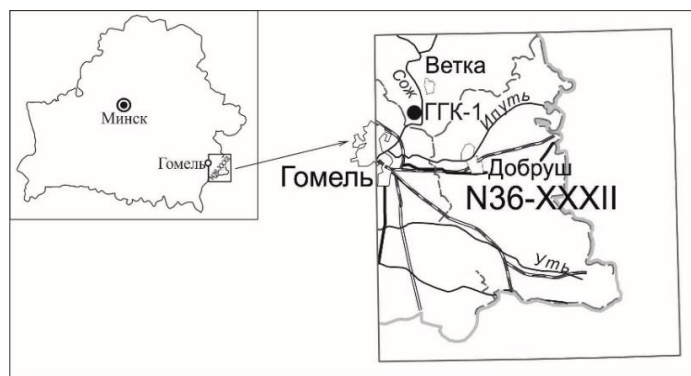 Минск
Гомель
Ветка
Сож
ГГК-1
Ипуть
Гомель
Добруш
N36-XXXII
Уть